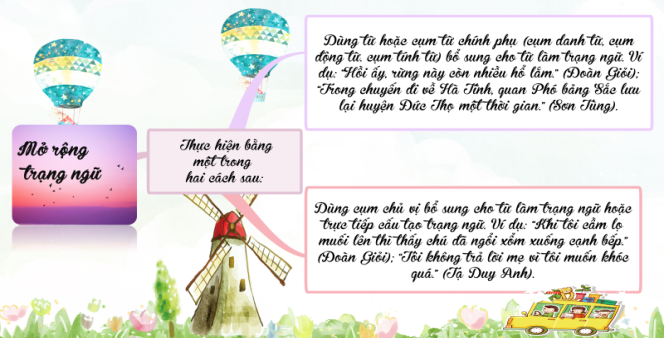 Mở rộng
trạng ngữ
Thực hiện bằng
một trong
hai cách sau:
Dùng từ hoặc cụm từ chính phụ (cụm danh từ, cụm
động từ, cụm tính từ) bổ sung cho từ làm trạng ngữ. Ví
dụ: “Hồi ấy, rừng này còn nhiều hổ lắm.” (Đoàn Giỏi);
“Trong chuyến đi về Hà Tĩnh, quan Phó bảng Sắc lưu
lại huyện Đức Thọ một thời gian.” (Sơn Tùng).
Dùng cụm chủ vị bổ sung cho từ làm trạng ngữ hoặc
trực tiếp cấu tạo trạng ngữ. Ví dụ: “Khi tôi cầm lọ
muối lên thì thấy chú đã ngồi xổm xuống cạnh bếp.”
(Đoàn Giỏi); “Tôi không trả lời mẹ vì tôi muốn khóc
quá.” (Tạ Duy Anh).